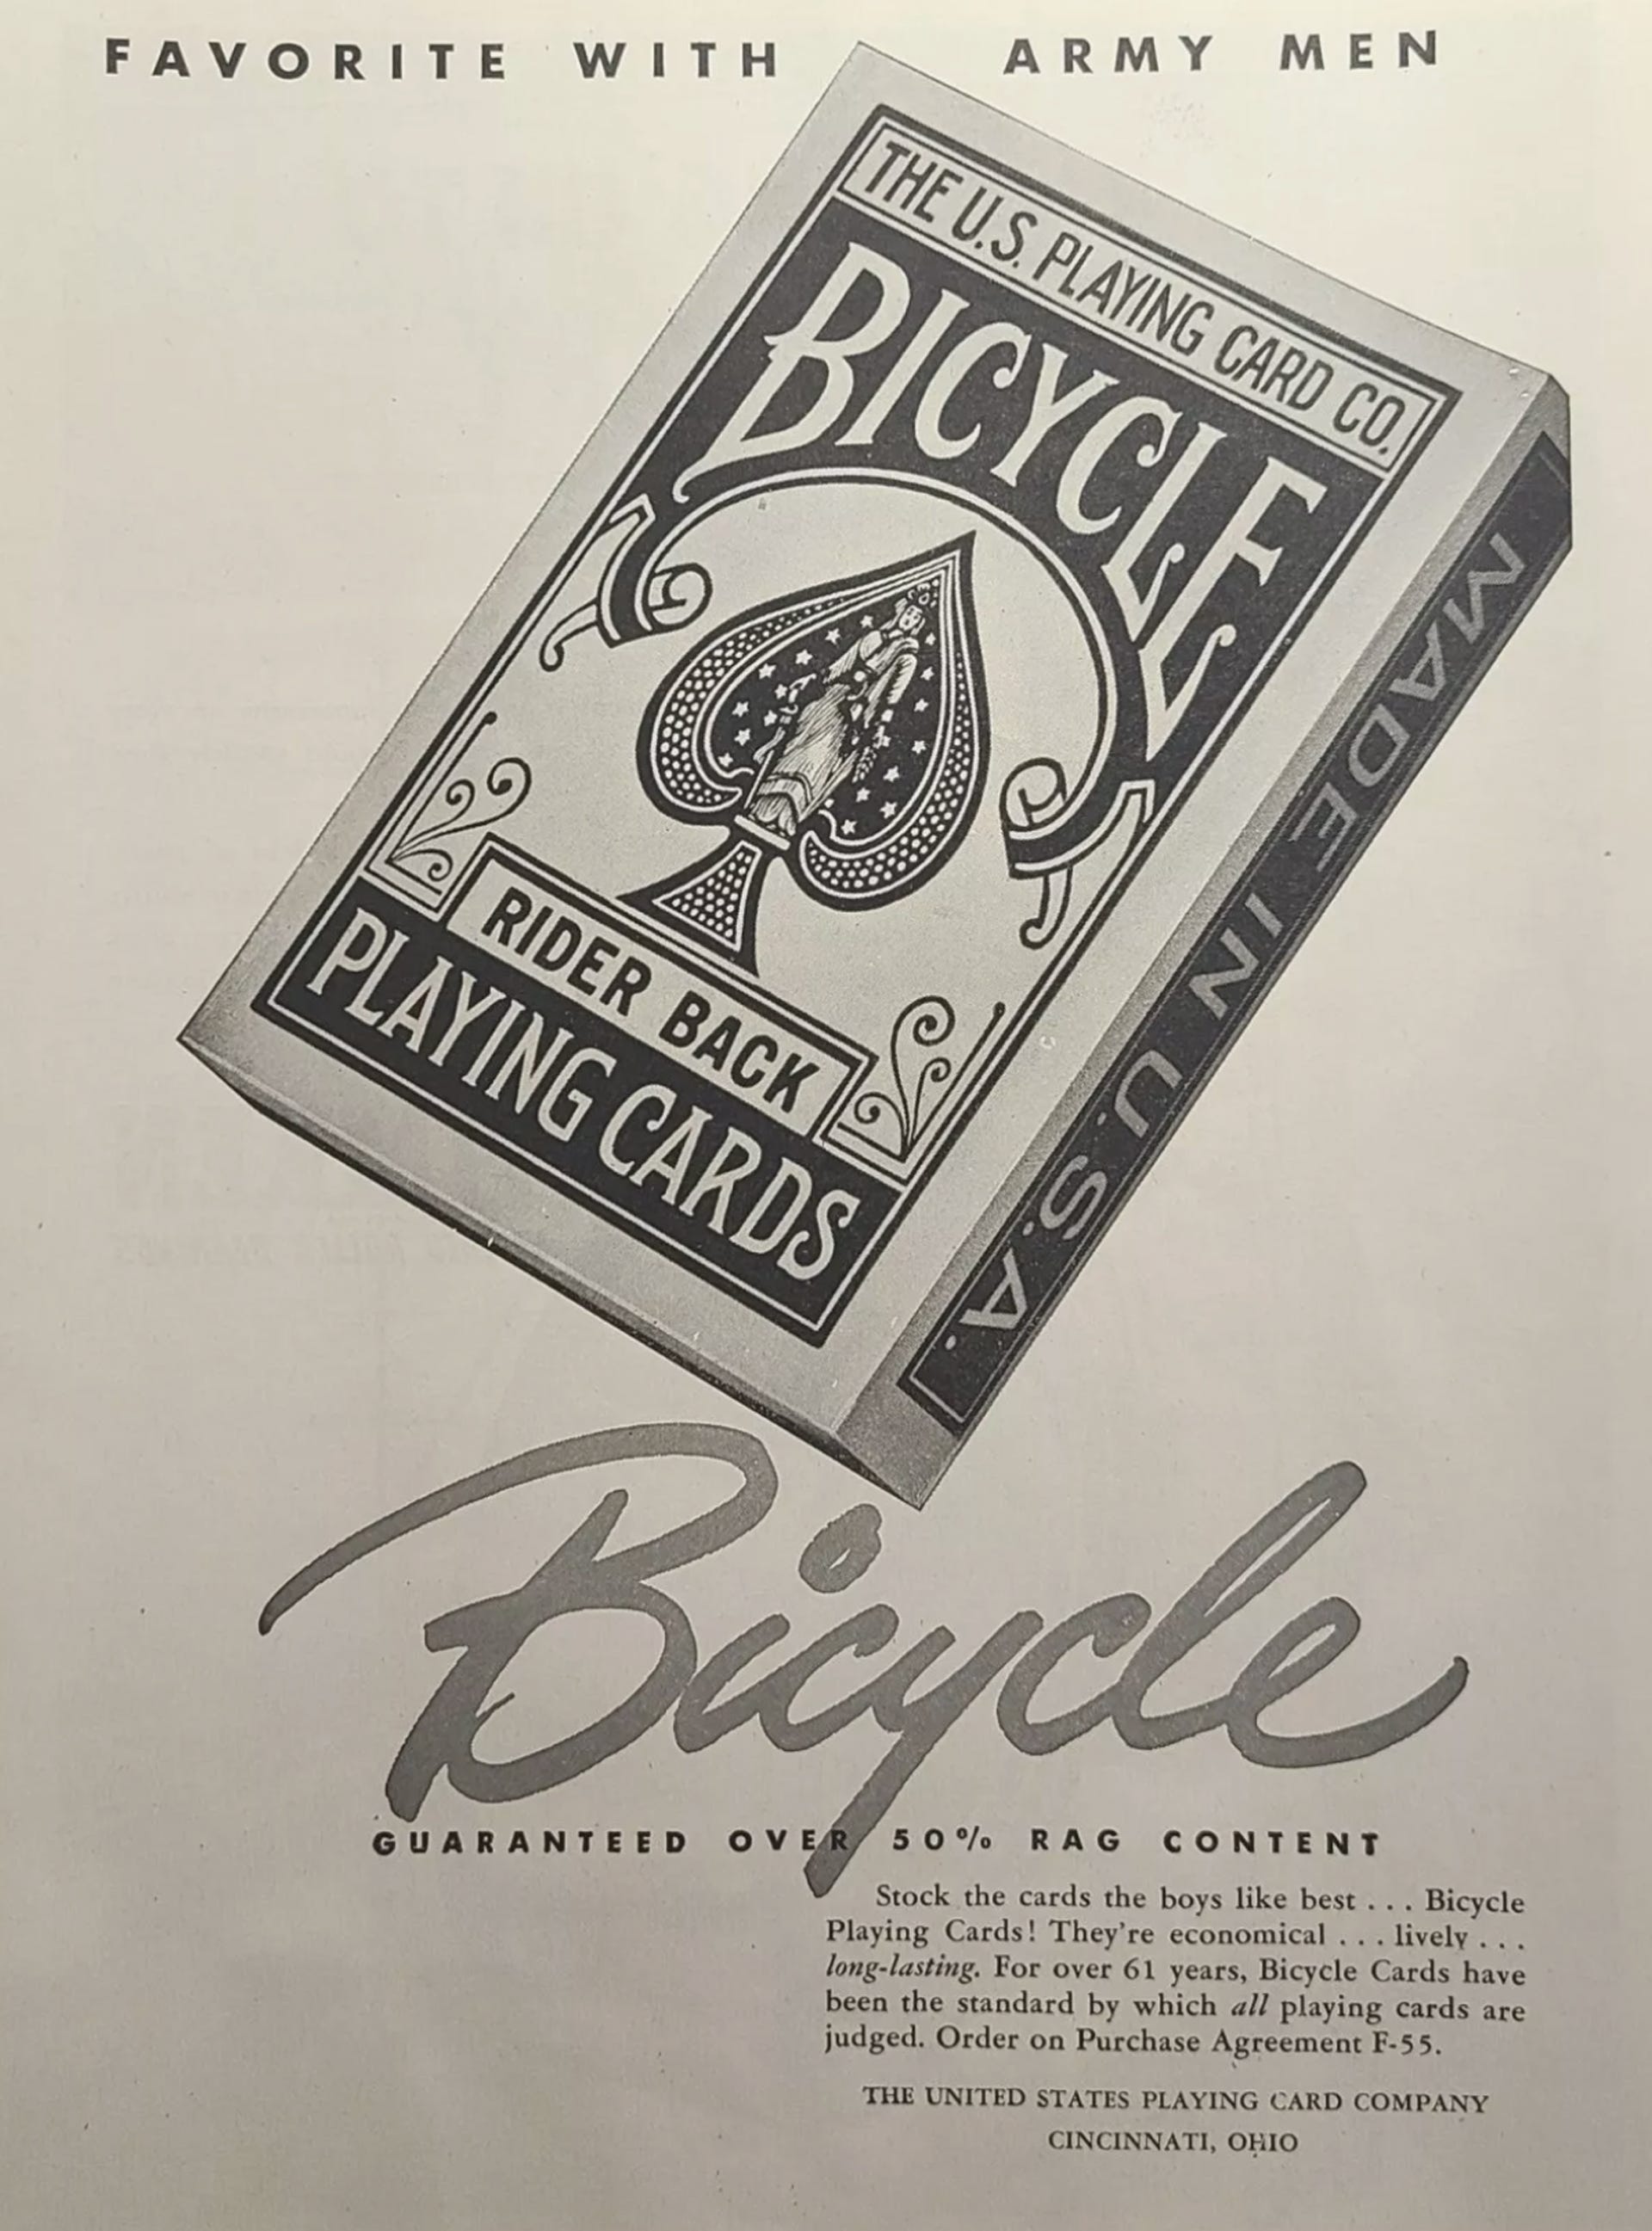 FAVORITE WITH ARMY MEN
THE U.S. PLAYING CARD CO.
BICYCLE
RIDER BACK
PLAYING CARDS
MADE IN U.S.A.
Bicycle
GUARANTEED OVER 50% RAG CONTENT
Stock the cards the boys like best . . . Bicycle
Playing Cards! They're economical . . . lively . . .
long-lasting. For over 61 years, Bicycle Cards have
been the standard by which all playing cards are
judged. Order on Purchase Agreement F-55.
THE UNITED STATES PLAYING CARD COMPANY
CINCINNATI, OHIO